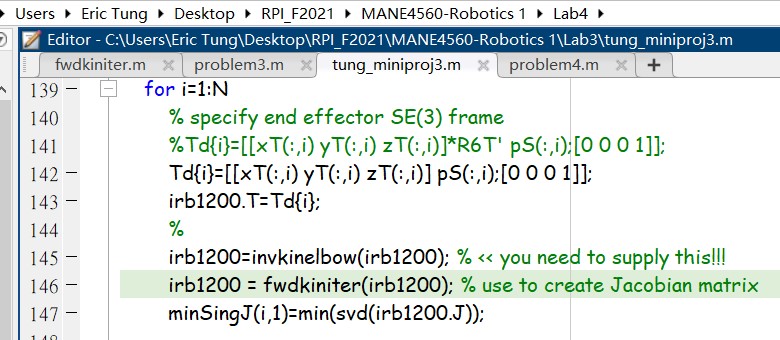 Users ▸ Eric Tung ▸ Desktop ▸ RPI_F2021 ▸ MANE4560-Robotics 1 ▸ Lab4 ▸
Editor - C:\Users\Eric Tung\Desktop\RPI_F2021\MANE4560-Robotics 1\Lab3\tung_miniproj3.m
fwdkiniter.m × problem3.m × tung_miniproj3.m × problem4.m × +
139 – for i=1:N
140 % specify end effector SE(3) frame
141 %Td{i}=[[xT(:,i) yT(:,i) zT(:,i)]*R6T' pS(:,i);[0 0 0 1]];
142 – Td{i}=[[xT(:,i) yT(:,i) zT(:,i)] pS(:,i);[0 0 0 1]];
143 – irb1200.T=Td{i};
144 %
145 – irb1200=invkinelbow(irb1200); % << you need to supply this!!!
146 – irb1200 = fwdkiniter(irb1200); % use to create Jacobian matrix
147 – minSingJ(i,1)=min(svd(irb1200.J));